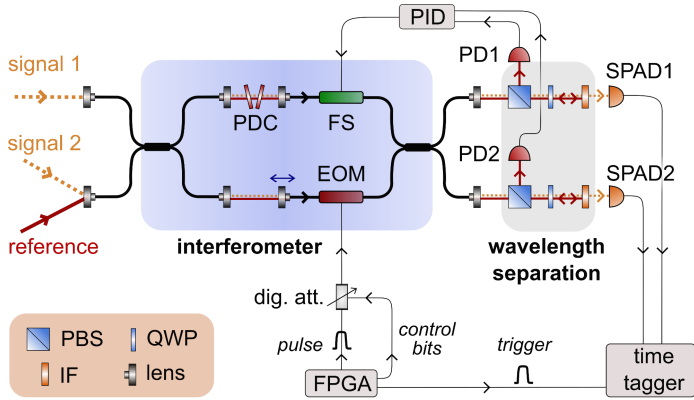 PID
signal 1
PD1
SPAD1
PDC
FS
signal 2
EOM
PD2
SPAD2
reference
interferometer
wavelength
separation
dig. att.
pulse
control
bits
trigger
PBS
QWP
IF
lens
FPGA
time
tagger